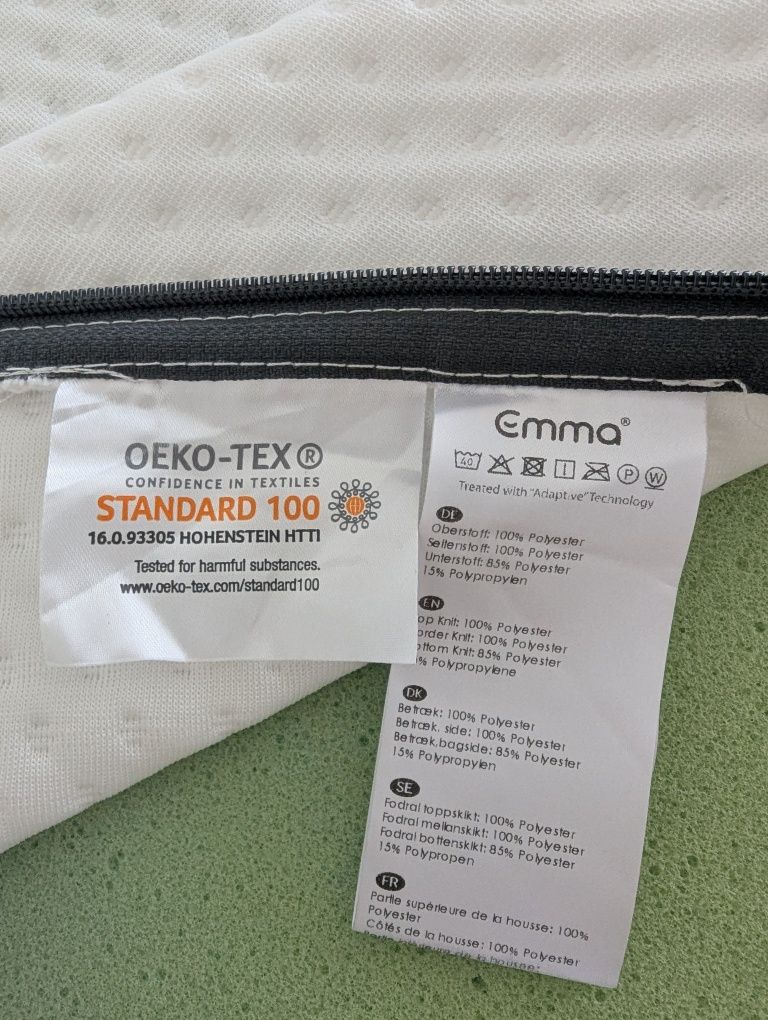 OEKO-TEX®
CONFIDENCE IN TEXTILES
STANDARD 100
16.0.93305 HOHENSTEIN HTTI
Tested for harmful substances.
www.oeko-tex.com/standard100
Emma®
40 P W
Treated with "Adaptive" Technology
DE
Oberstoff: 100% Polyester
Seitenstoff: 100% Polyester
Unterstoff: 85% Polyester
15% Polypropylen
EN
op Knit: 100% Polyester
order Knit: 100% Polyester
ottom Knit: 85% Polyester
% Polypropylene
DK
Betræk: 100% Polyester
Betræk, side: 100% Polyester
Betræk,bagside: 85% Polyester
15% Polypropylen
SE
Fodral toppskikt: 100% Polyester
Fodral mellanskikt: 100% Polyester
Fodral bottenskikt: 85% Polyester
15% Polypropen
FR
Partie supérieure de la housse: 100%
Polyester
Côtés de la housse: 100% Polyester